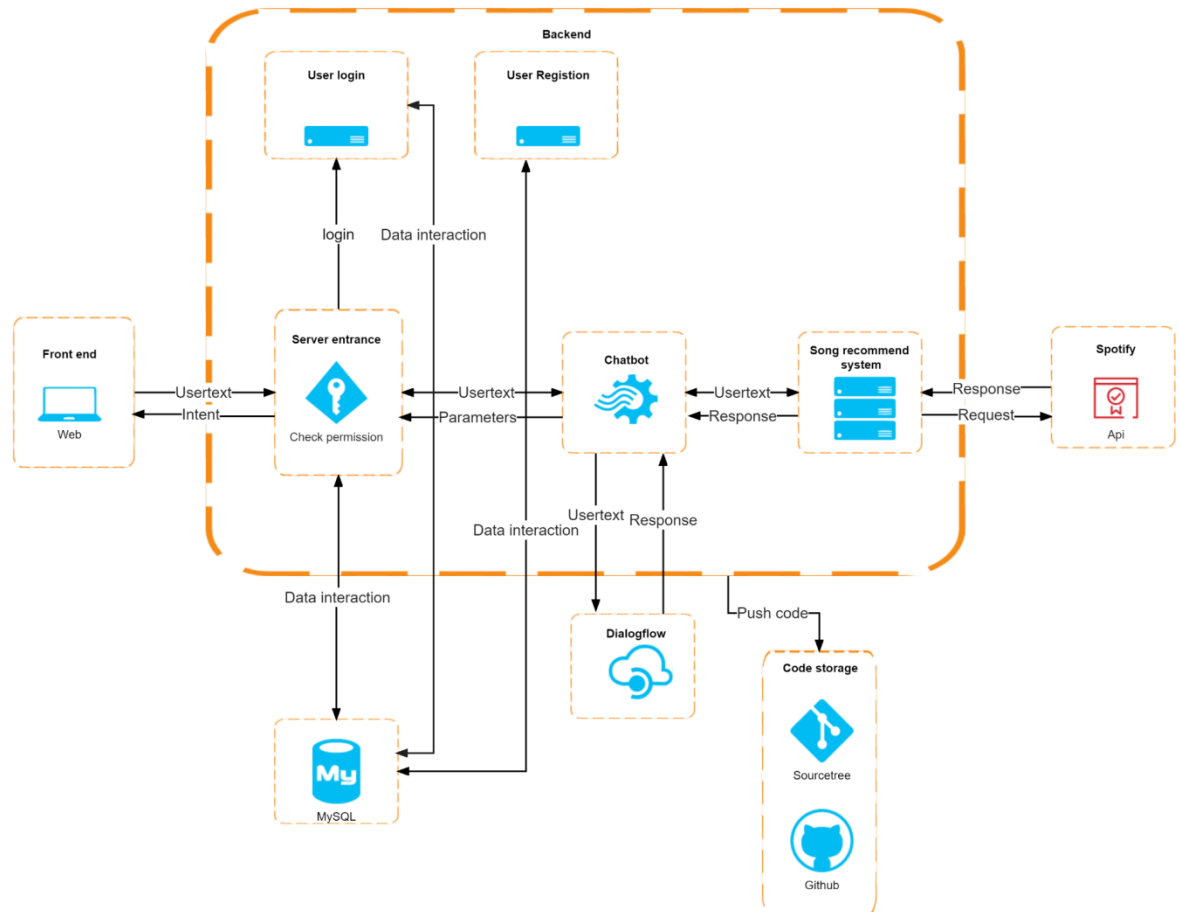 Backend
User login
User Registion
login
Data interaction
Front end
Web
Usertext
Intent
Server entrance
Check permission
Usertext
Parameters
Chatbot
Usertext
Response
Song recommend
system
Response
Request
Spotify
Api
Data interaction
Usertext
Response
Data interaction
Push code
Dialogflow
Code storage
Sourcetree
My
MySQL
Github